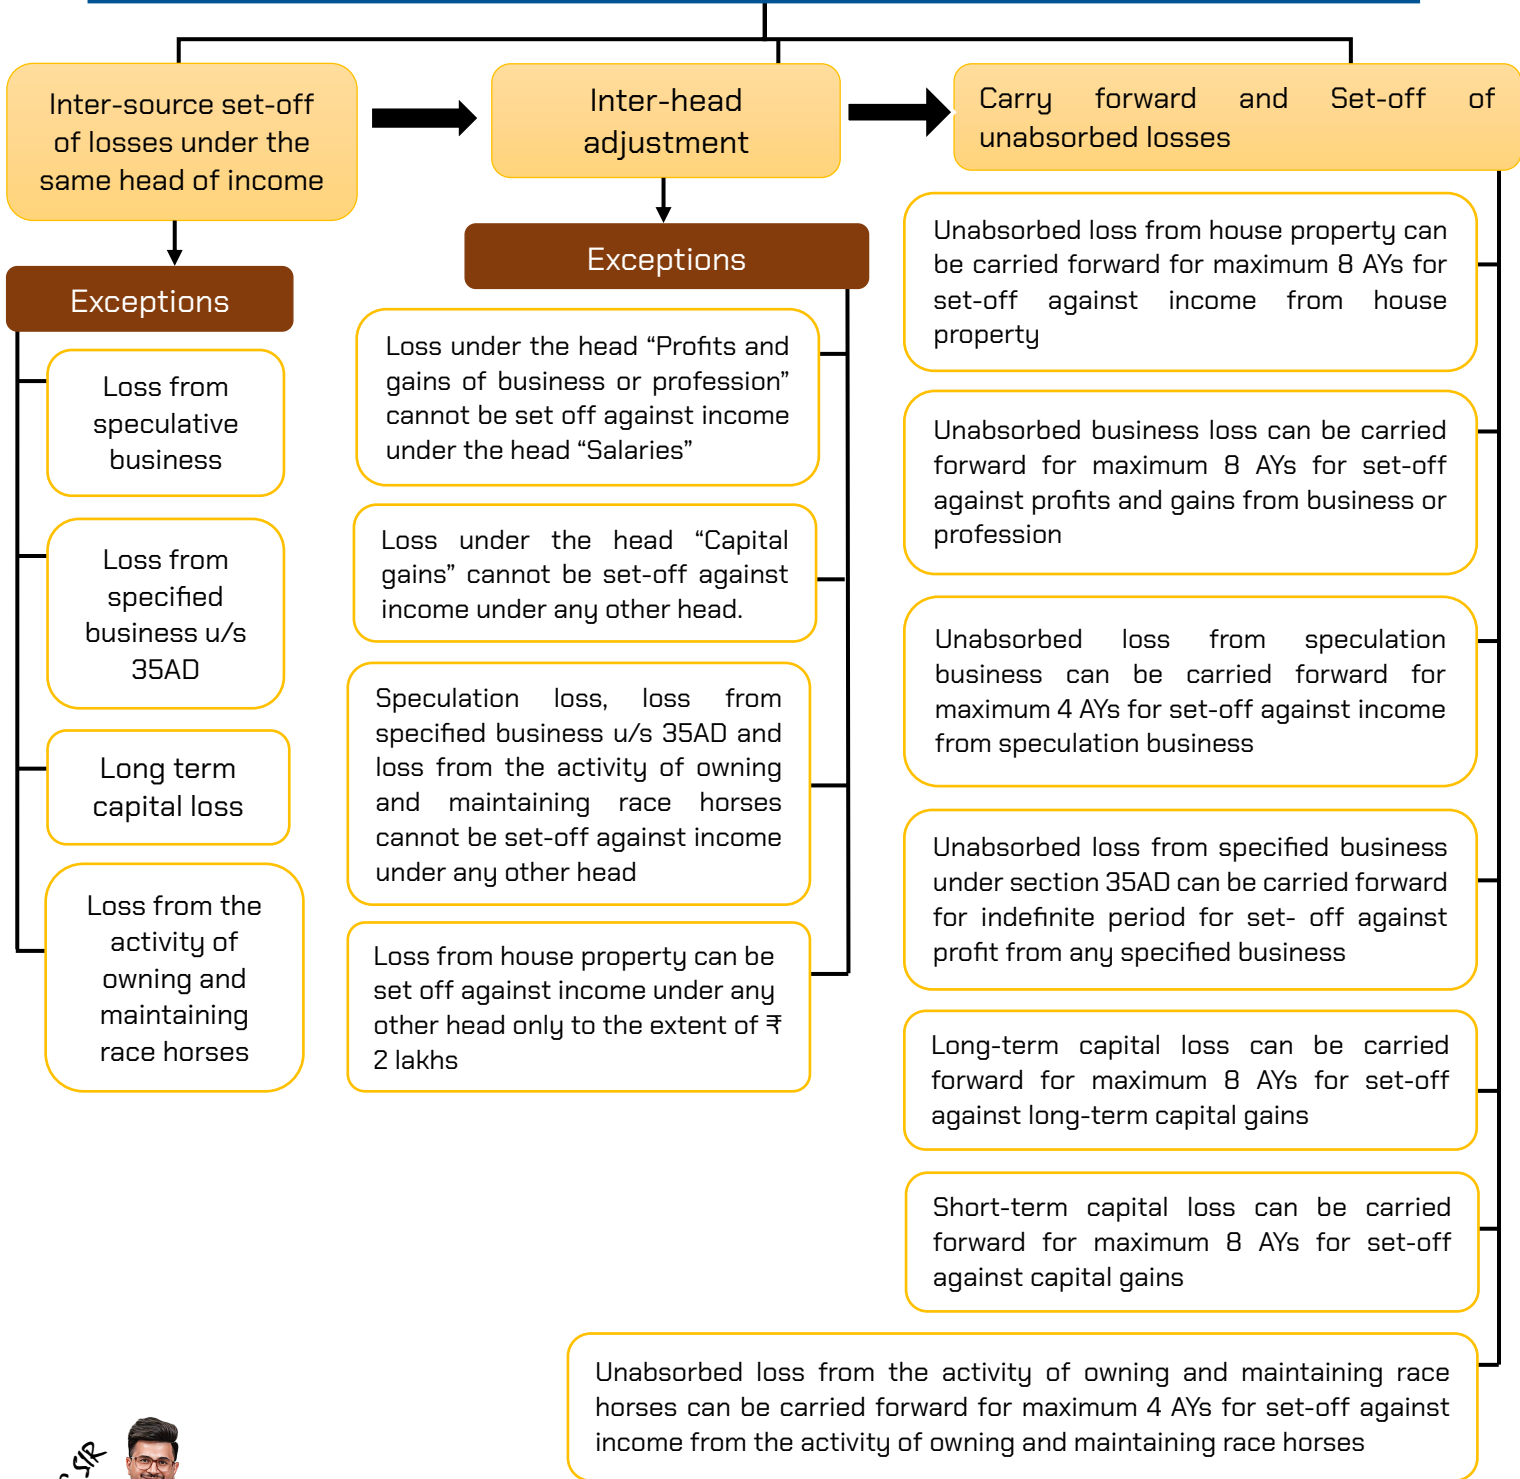 Inter-source set-off
of losses under the
same head of income
Exceptions
Loss from
speculative
business
Loss from
specified
business u/s
35AD
Long term
capital loss
Loss from the
activity of
owning and
maintaining
race horses
Inter-head
adjustment
Exceptions
Loss under the head “Profits and
gains of business or profession”
cannot be set off against income
under the head “Salaries”
Loss under the head “Capital
gains” cannot be set-off against
income under any other head.
Speculation loss, loss from
specified business u/s 35AD and
loss from the activity of owning
and maintaining race horses
cannot be set-off against income
under any other head
Loss from house property can be
set off against income under any
other head only to the extent of ₹
2 lakhs
Carry forward and Set-off of
unabsorbed losses
Unabsorbed loss from house property can
be carried forward for maximum 8 AYs for
set-off against income from house
property
Unabsorbed business loss can be carried
forward for maximum 8 AYs for set-off
against profits and gains from business or
profession
Unabsorbed loss from speculation
business can be carried forward for
maximum 4 AYs for set-off against income
from speculation business
Unabsorbed loss from specified business
under section 35AD can be carried forward
for indefinite period for set- off against
profit from any specified business
Long-term capital loss can be carried
forward for maximum 8 AYs for set-off
against long-term capital gains
Short-term capital loss can be carried
forward for maximum 8 AYs for set-off
against capital gains
Unabsorbed loss from the activity of owning and maintaining race
horses can be carried forward for maximum 4 AYs for set-off against
income from the activity of owning and maintaining race horses
SIR